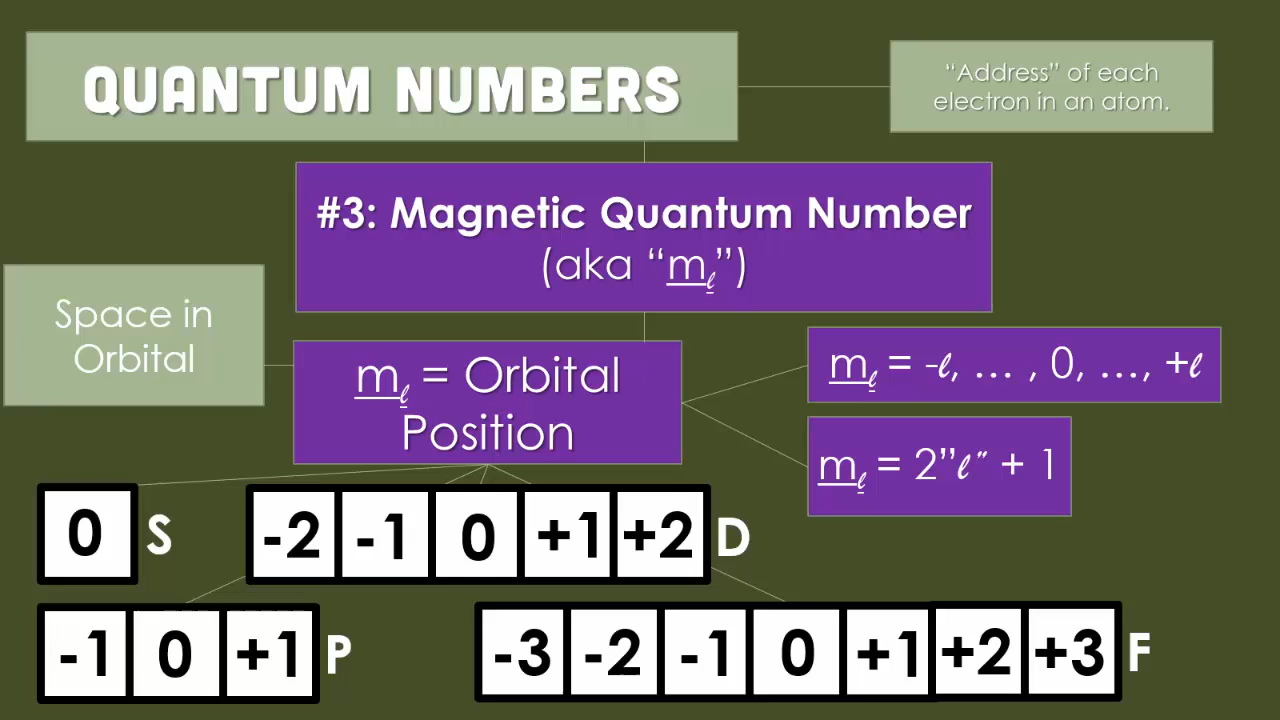 QUANTUM NUMBERS
“Address” of each
electron in an atom.
#3: Magnetic Quantum Number
(aka “mℓ”)
Space in
Orbital
mℓ = Orbital
Position
mℓ = -ℓ, … , 0, …, +ℓ
mℓ = 2”ℓ” + 1
0 S
-2 -1 0 +1 +2 D
-1 0 +1 P
-3 -2 -1 0 +1 +2 +3 F